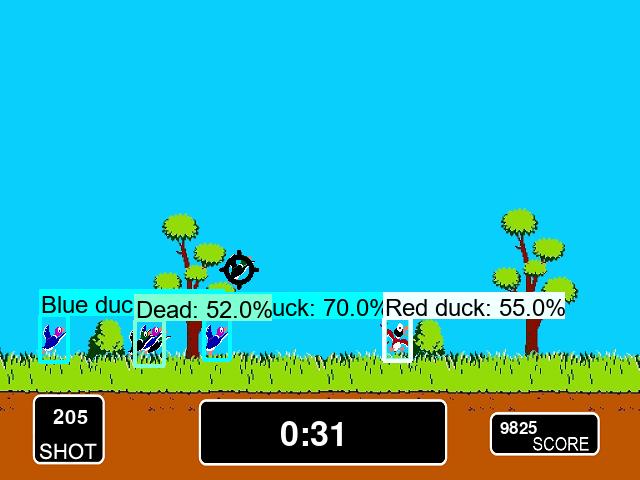 Blue duc
Dead: 52.0%
uck: 70.0%
Red duck: 55.0%
205
SHOT
0:31
9825
SCORE